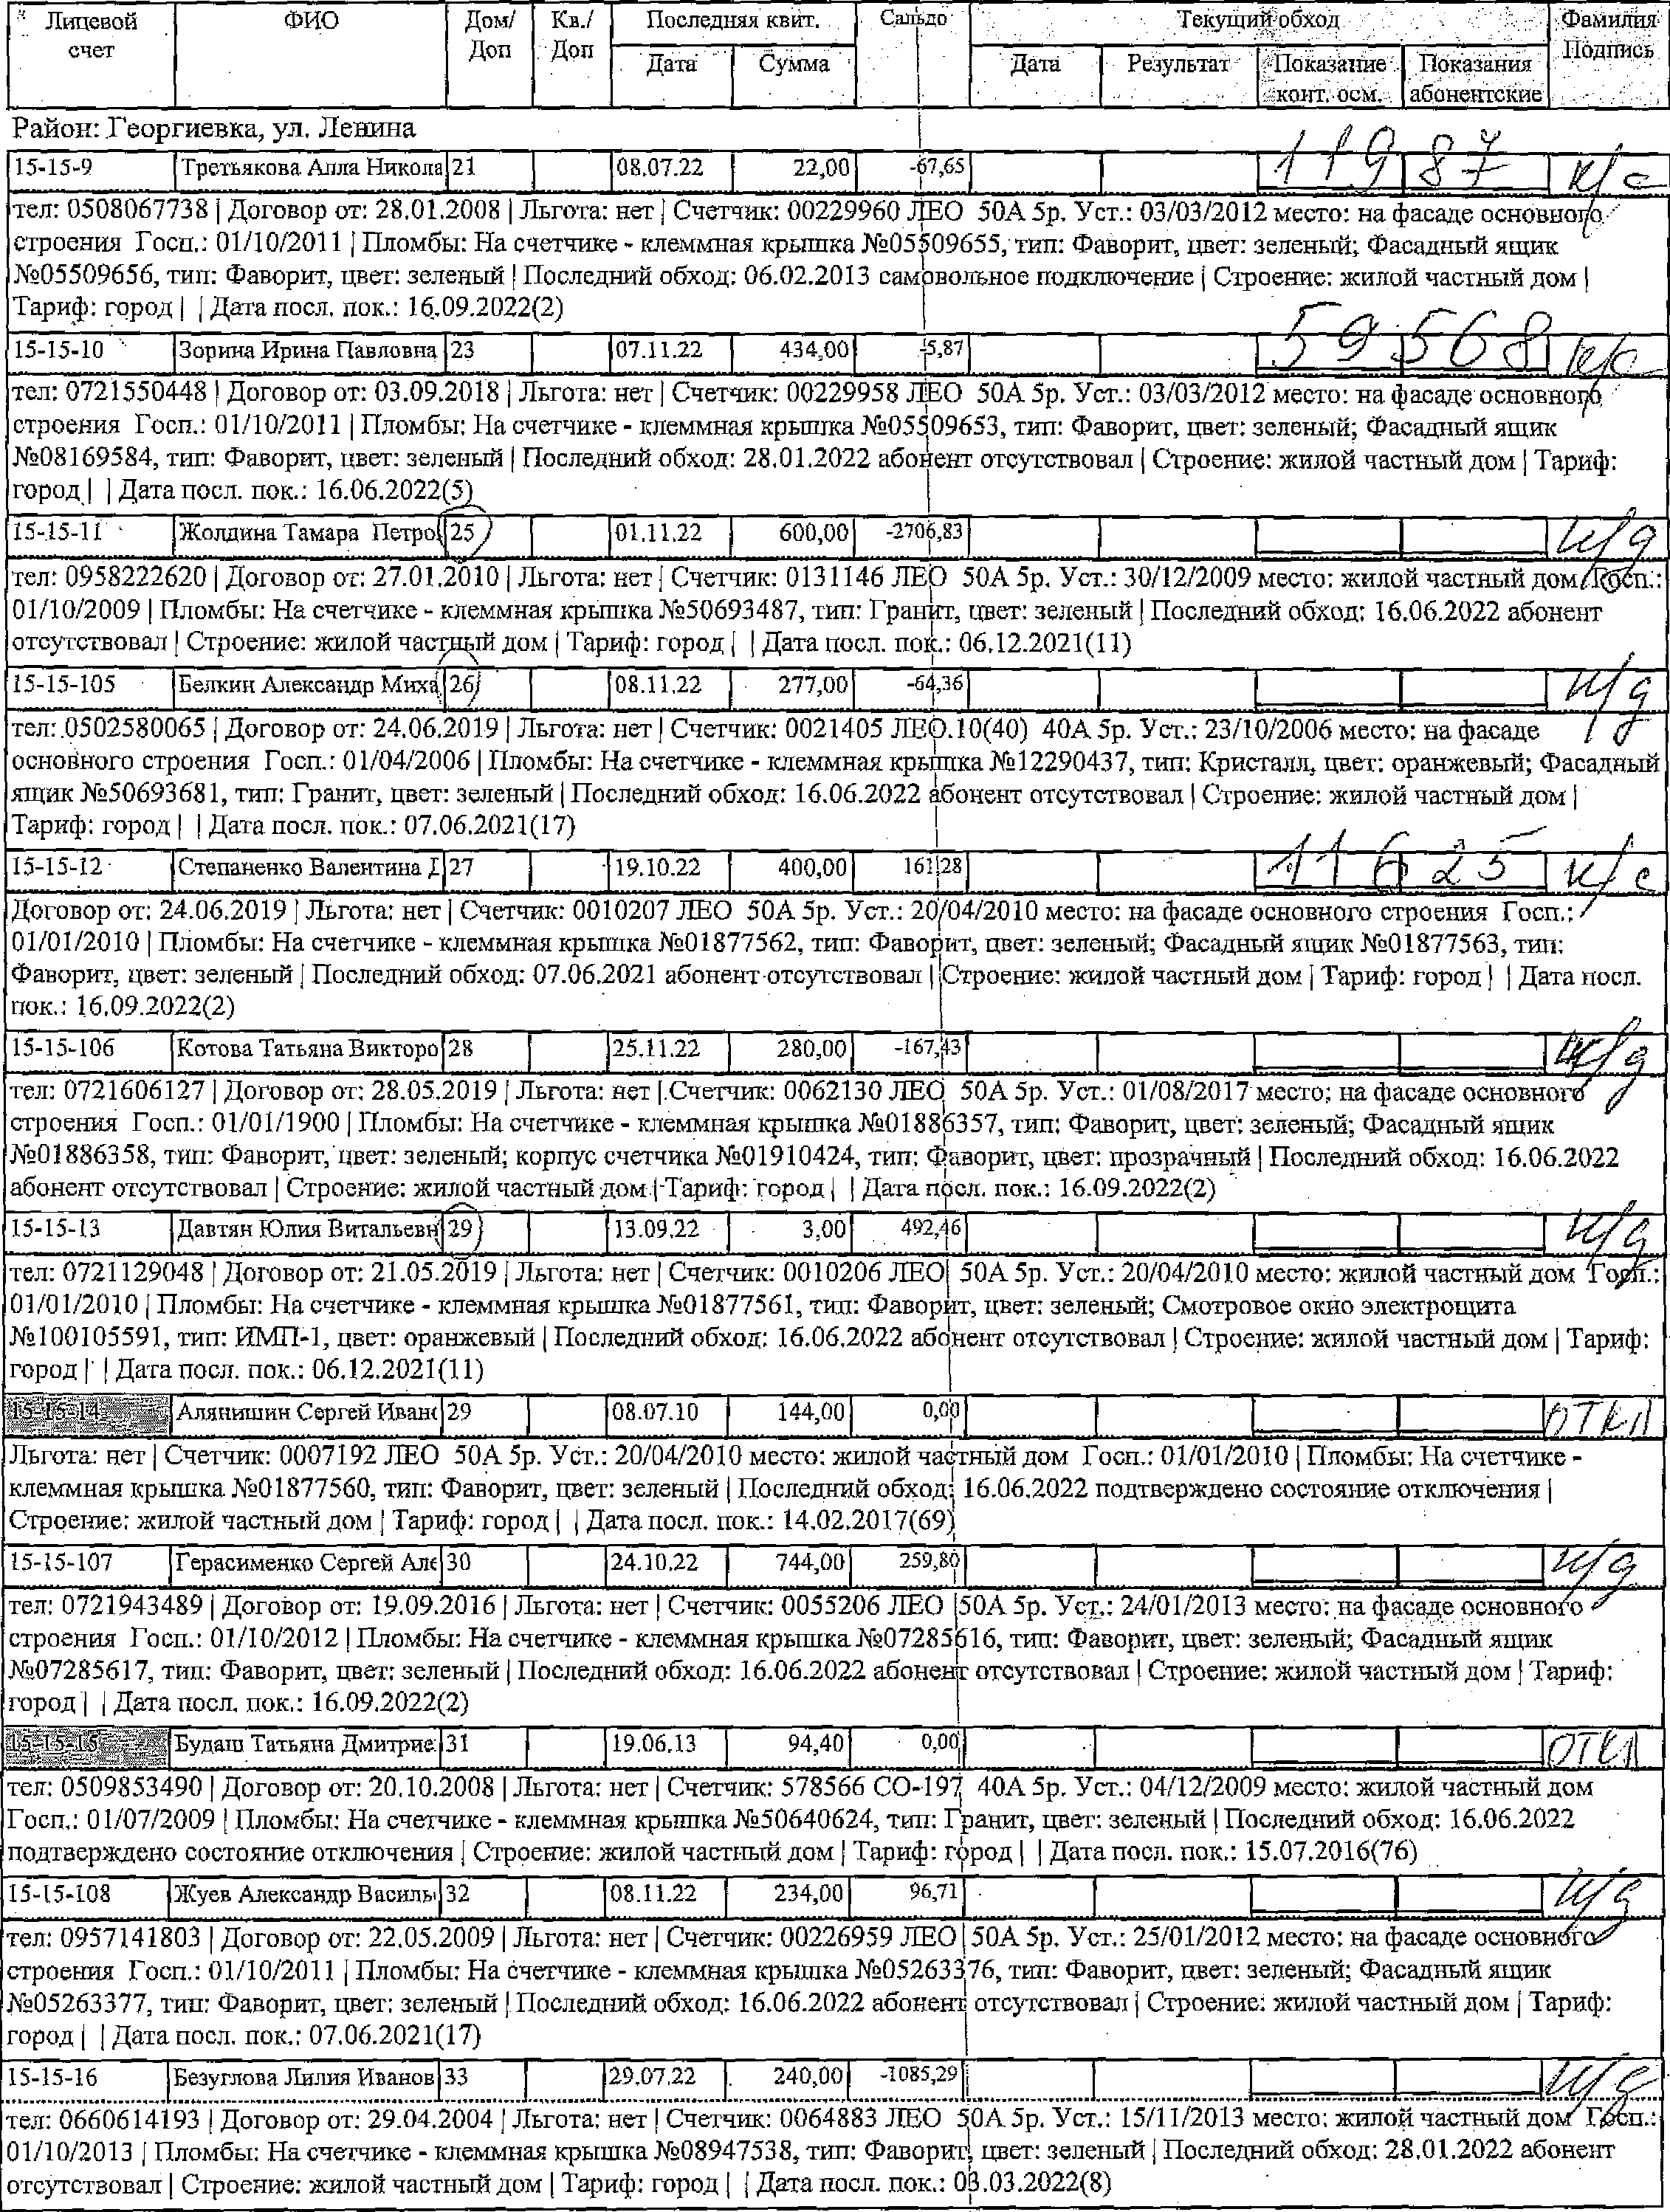 Лицевой счет ФИО Дом/Доп Кв./Доп Последняя квит. Сальдо Текущий обход Фамилия Подпись
Дата Сумма Дата Результат Показание конт. осм. Показания абонентские
Район: Георгиевка, ул. Ленина
15-15-9 Третьякова Алла Никола 21 08.07.22 22,00 -67,65 11987 к/с
тел: 0508067738 | Договор от: 28.01.2008 | Льгота: нет | Счетчик: 00229960 ЛЕО 50А 5р. Уст.: 03/03/2012 место: на фасаде основного
строения Госп.: 01/10/2011 | Пломбы: На счетчике - клеммная крышка №05509655, тип: Фаворит, цвет: зеленый; Фасадный ящик
№05509656, тип: Фаворит, цвет: зеленый | Последний обход: 06.02.2013 самовольное подключение | Строение: жилой частный дом |
Тариф: город | | Дата посл. пок.: 16.09.2022(2)
15-15-10 Зорина Ирина Павловна 23 07.11.22 434,00 -5,87 59568 к/с
тел: 0721550448 | Договор от: 03.09.2018 | Льгота: нет | Счетчик: 00229958 ЛЕО 50А 5р. Уст.: 03/03/2012 место: на фасаде основного
строения Госп.: 01/10/2011 | Пломбы: На счетчике - клеммная крышка №05509653, тип: Фаворит, цвет: зеленый; Фасадный ящик
№08169584, тип: Фаворит, цвет: зеленый | Последний обход: 28.01.2022 абонент отсутствовал | Строение: жилой частный дом | Тариф:
город | | Дата посл. пок.: 16.06.2022(5)
15-15-11 Жолдина Тамара Петро 25 01.11.22 600,00 -2706,83 н/д
тел: 0958222620 | Договор от: 27.01.2010 | Льгота: нет | Счетчик: 0131146 ЛЕО 50А 5р. Уст.: 30/12/2009 место: жилой частный дом Госп.:
01/10/2009 | Пломбы: На счетчике - клеммная крышка №50693487, тип: Гранит, цвет: зеленый | Последний обход: 16.06.2022 абонент
отсутствовал | Строение: жилой частный дом | Тариф: город | | Дата посл. пок.: 06.12.2021(11)
15-15-105 Белкин Александр Миха 26 08.11.22 277,00 -64,36 н/д
тел: 0502580065 | Договор от: 24.06.2019 | Льгота: нет | Счетчик: 0021405 ЛЕО.10(40) 40А 5р. Уст.: 23/10/2006 место: на фасаде
основного строения Госп.: 01/04/2006 | Пломбы: На счетчике - клеммная крышка №12290437, тип: Кристалл, цвет: оранжевый; Фасадный
ящик №50693681, тип: Гранит, цвет: зеленый | Последний обход: 16.06.2022 абонент отсутствовал | Строение: жилой частный дом |
Тариф: город | | Дата посл. пок.: 07.06.2021(17)
15-15-12 Степаненко Валентина Д 27 19.10.22 400,00 161,28 11625 к/с
Договор от: 24.06.2019 | Льгота: нет | Счетчик: 0010207 ЛЕО 50А 5р. Уст.: 20/04/2010 место: на фасаде основного строения Госп.:
01/01/2010 | Пломбы: На счетчике - клеммная крышка №01877562, тип: Фаворит, цвет: зеленый; Фасадный ящик №01877563, тип:
Фаворит, цвет: зеленый | Последний обход: 07.06.2021 абонент отсутствовал | Строение: жилой частный дом | Тариф: город | | Дата посл.
пок.: 16.09.2022(2)
15-15-106 Котова Татьяна Викторо 28 25.11.22 280,00 -167,43 н/д
тел: 0721606127 | Договор от: 28.05.2019 | Льгота: нет | Счетчик: 0062130 ЛЕО 50А 5р. Уст.: 01/08/2017 место: на фасаде основного
строения Госп.: 01/01/1900 | Пломбы: На счетчике - клеммная крышка №01886357, тип: Фаворит, цвет: зеленый; Фасадный ящик
№01886358, тип: Фаворит, цвет: зеленый; корпус счетчика №01910424, тип: Фаворит, цвет: прозрачный | Последний обход: 16.06.2022
абонент отсутствовал | Строение: жилой частный дом | Тариф: город | | Дата посл. пок.: 16.09.2022(2)
15-15-13 Давтян Юлия Витальевн 29 13.09.22 3,00 492,46 н/д
тел: 0721129048 | Договор от: 21.05.2019 | Льгота: нет | Счетчик: 0010206 ЛЕО 50А 5р. Уст.: 20/04/2010 место: жилой частный дом Госп.:
01/01/2010 | Пломбы: На счетчике - клеммная крышка №01877561, тип: Фаворит, цвет: зеленый; Смотровое окно электрощита
№100105591, тип: ИМП-1, цвет: оранжевый | Последний обход: 16.06.2022 абонент отсутствовал | Строение: жилой частный дом | Тариф:
город | | Дата посл. пок.: 06.12.2021(11)
15-15-14 Алянишин Сергей Иван 29 08.07.10 144,00 0,00 ОТКЛ
Льгота: нет | Счетчик: 0007192 ЛЕО 50А 5р. Уст.: 20/04/2010 место: жилой частный дом Госп.: 01/01/2010 | Пломбы: На счетчике -
клеммная крышка №01877560, тип: Фаворит, цвет: зеленый | Последний обход: 16.06.2022 подтверждено состояние отключения |
Строение: жилой частный дом | Тариф: город | | Дата посл. пок.: 14.02.2017(69)
15-15-107 Герасименко Сергей Але 30 24.10.22 744,00 259,80 н/д
тел: 0721943489 | Договор от: 19.09.2016 | Льгота: нет | Счетчик: 0055206 ЛЕО 50А 5р. Уст.: 24/01/2013 место: на фасаде основного
строения Госп.: 01/10/2012 | Пломбы: На счетчике - клеммная крышка №07285616, тип: Фаворит, цвет: зеленый; Фасадный ящик
№07285617, тип: Фаворит, цвет: зеленый | Последний обход: 16.06.2022 абонент отсутствовал | Строение: жилой частный дом | Тариф:
город | | Дата посл. пок.: 16.09.2022(2)
15-15-15 Будаш Татьяна Дмитрие 31 19.06.13 94,40 0,00 ОТКЛ
тел: 0509853490 | Договор от: 20.10.2008 | Льгота: нет | Счетчик: 578566 СО-197 40А 5р. Уст.: 04/12/2009 место: жилой частный дом
Госп.: 01/07/2009 | Пломбы: На счетчике - клеммная крышка №50640624, тип: Гранит, цвет: зеленый | Последний обход: 16.06.2022
подтверждено состояние отключения | Строение: жилой частный дом | Тариф: город | | Дата посл. пок.: 15.07.2016(76)
15-15-108 Жуев Александр Василь 32 08.11.22 234,00 96,71 н/д
тел: 0957141803 | Договор от: 22.05.2009 | Льгота: нет | Счетчик: 00226959 ЛЕО 50А 5р. Уст.: 25/01/2012 место: на фасаде основного
строения Госп.: 01/10/2011 | Пломбы: На счетчике - клеммная крышка №05263376, тип: Фаворит, цвет: зеленый; Фасадный ящик
№05263377, тип: Фаворит, цвет: зеленый | Последний обход: 16.06.2022 абонент отсутствовал | Строение: жилой частный дом | Тариф:
город | | Дата посл. пок.: 07.06.2021(17)
15-15-16 Безуглова Лилия Иванов 33 29.07.22 240,00 -1085,29 н/д
тел: 0660614193 | Договор от: 29.04.2004 | Льгота: нет | Счетчик: 0064883 ЛЕО 50А 5р. Уст.: 15/11/2013 место: жилой частный дом Госп.:
01/10/2013 | Пломбы: На счетчике - клеммная крышка №08947538, тип: Фаворит, цвет: зеленый | Последний обход: 28.01.2022 абонент
отсутствовал | Строение: жилой частный дом | Тариф: город | | Дата посл. пок.: 03.03.2022(8)